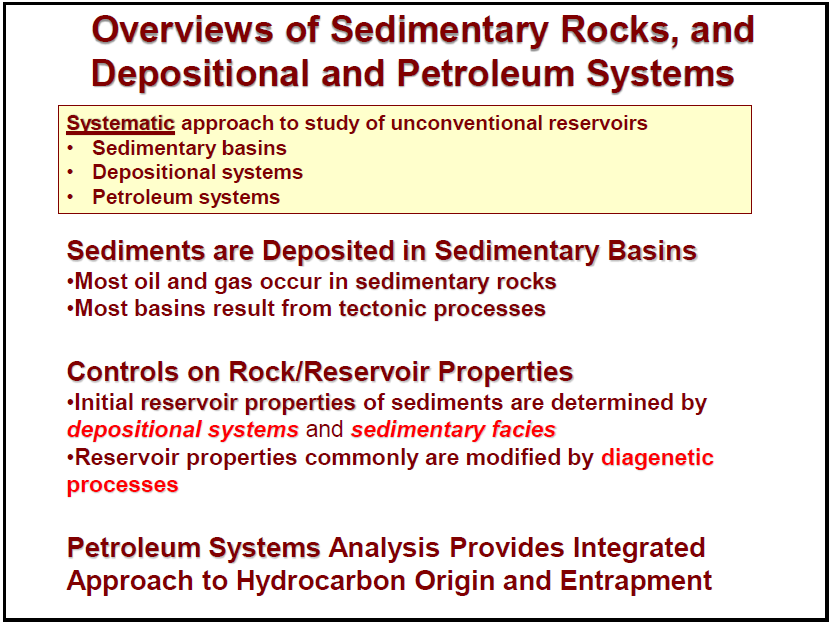 Overviews of Sedimentary Rocks, and
Depositional and Petroleum Systems
Systematic approach to study of unconventional reservoirs
• Sedimentary basins
• Depositional systems
• Petroleum systems
Sediments are Deposited in Sedimentary Basins
•Most oil and gas occur in sedimentary rocks
•Most basins result from tectonic processes
Controls on Rock/Reservoir Properties
•Initial reservoir properties of sediments are determined by
depositional systems and sedimentary facies
•Reservoir properties commonly are modified by diagenetic
processes
Petroleum Systems Analysis Provides Integrated
Approach to Hydrocarbon Origin and Entrapment